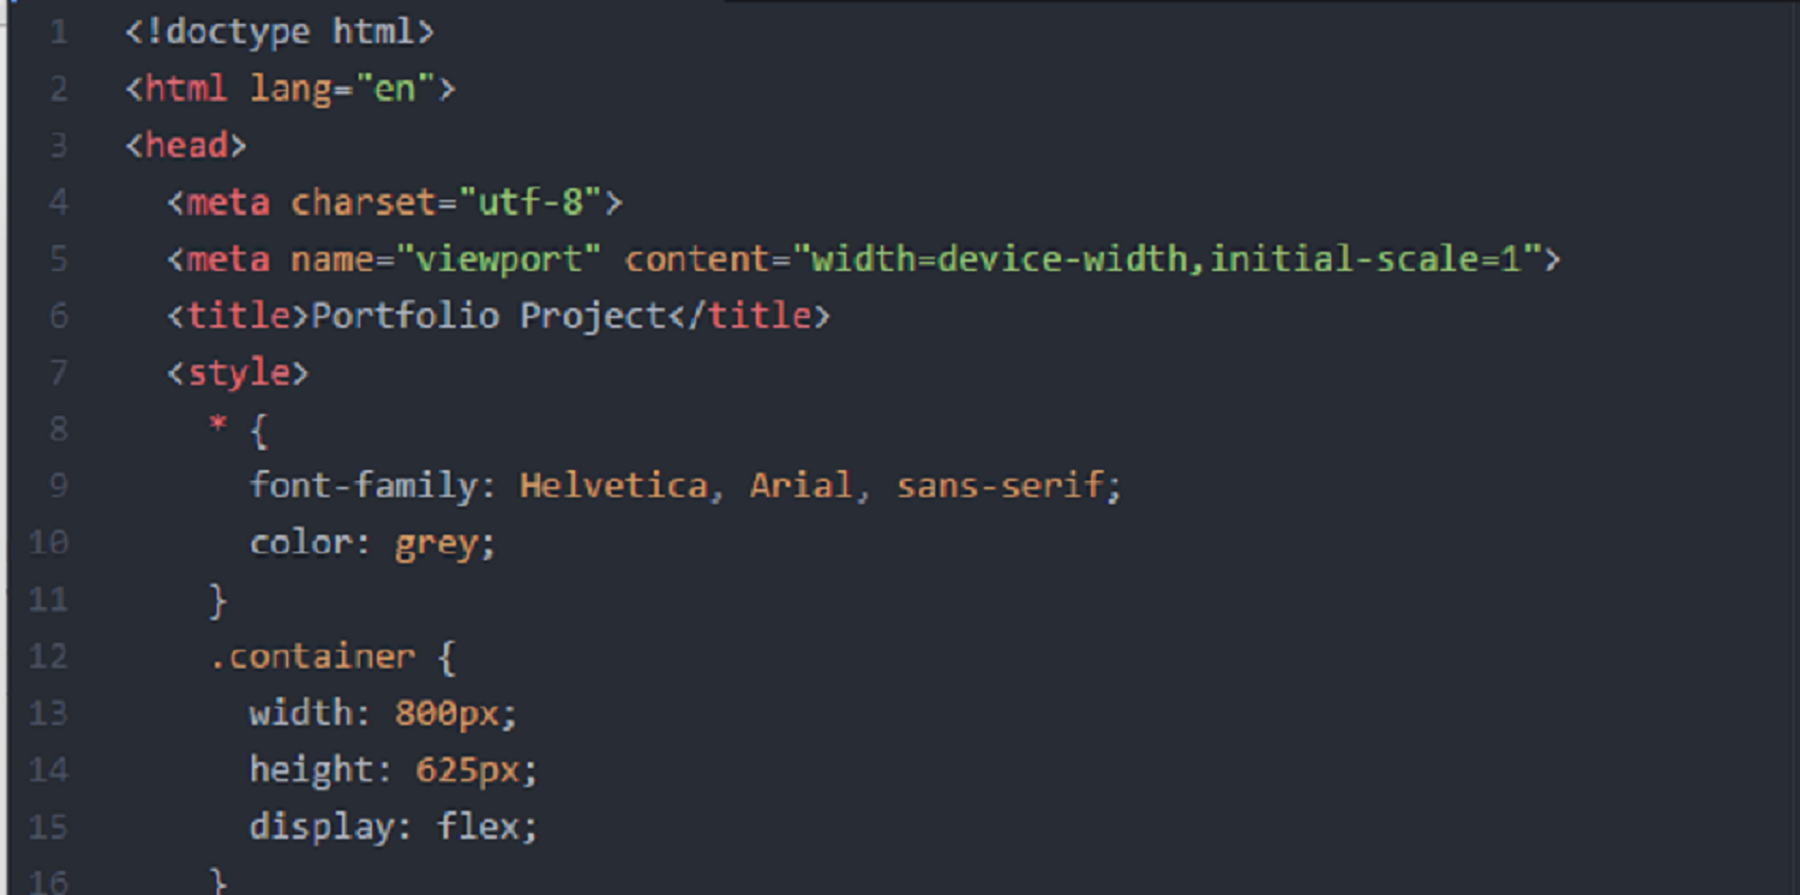 1 <!doctype html>
2 <html lang="en">
3 <head>
4   <meta charset="utf-8">
5   <meta name="viewport" content="width=device-width,initial-scale=1">
6   <title>Portfolio Project</title>
7   <style>
8     * {
9       font-family: Helvetica, Arial, sans-serif;
10       color: grey;
11     }
12     .container {
13       width: 800px;
14       height: 625px;
15       display: flex;
16     }